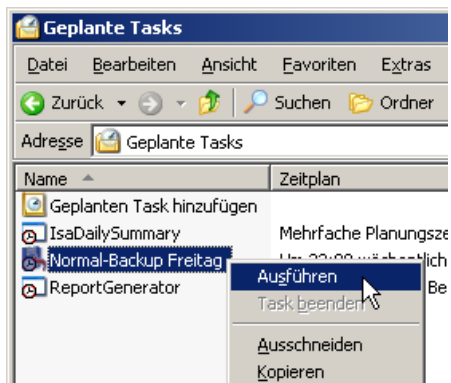 Geplante Tasks
Datei Bearbeiten Ansicht Favoriten Extras
Zurück Suchen Ordner
Adresse Geplante Tasks
Name Zeitplan
Geplanten Task hinzufügen
IsaDailySummary Mehrfache Planungsze
Normal-Backup Freitag
ReportGenerator Be
Ausführen
Task beenden
Ausschneiden
Kopieren